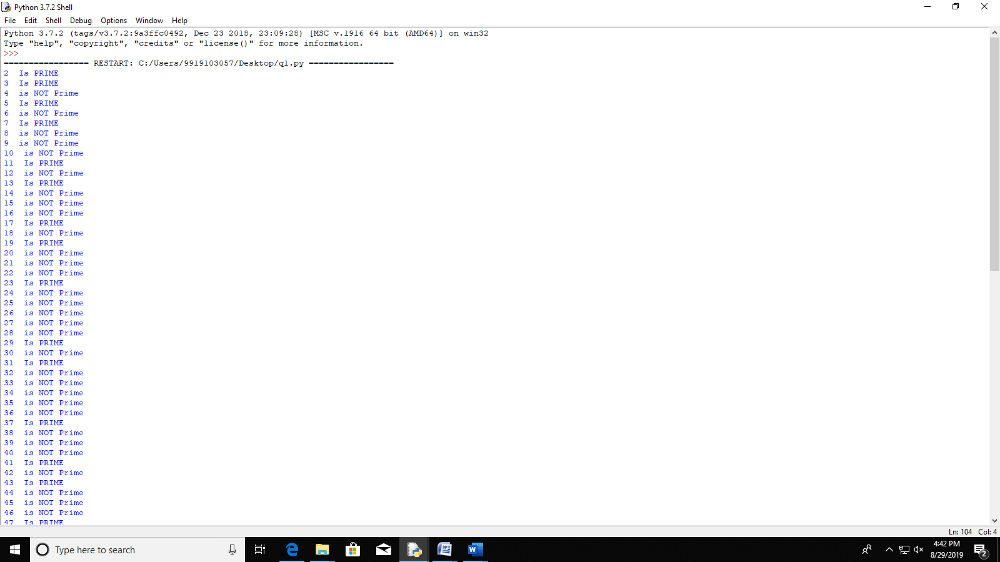 Python 3.7.2 Shell
File Edit Shell Debug Options Window Help
Python 3.7.2 (tags/v3.7.2:9a3ffc0492, Dec 23 2018, 23:09:28) [MSC v.1916 64 bit (AMD64)] on win32
Type "help", "copyright", "credits" or "license()" for more information.
>>>
================= RESTART: C:/Users/9919103057/Desktop/q1.py =================
2  Is PRIME
3  Is PRIME
4  is NOT Prime
5  Is PRIME
6  is NOT Prime
7  Is PRIME
8  is NOT Prime
9  is NOT Prime
10  is NOT Prime
11  Is PRIME
12  is NOT Prime
13  Is PRIME
14  is NOT Prime
15  is NOT Prime
16  is NOT Prime
17  Is PRIME
18  is NOT Prime
19  Is PRIME
20  is NOT Prime
21  is NOT Prime
22  is NOT Prime
23  Is PRIME
24  is NOT Prime
25  is NOT Prime
26  is NOT Prime
27  is NOT Prime
28  is NOT Prime
29  Is PRIME
30  is NOT Prime
31  Is PRIME
32  is NOT Prime
33  is NOT Prime
34  is NOT Prime
35  is NOT Prime
36  is NOT Prime
37  Is PRIME
38  is NOT Prime
39  is NOT Prime
40  is NOT Prime
41  Is PRIME
42  is NOT Prime
43  Is PRIME
44  is NOT Prime
45  is NOT Prime
46  is NOT Prime
47  Is PRIME
Ln: 104 Col: 4
Type here to search
4:42 PM
8/29/2019
2